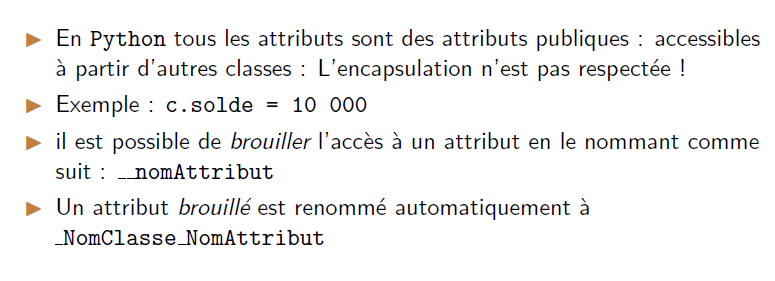 ► En Python tous les attributs sont des attributs publiques : accessibles
à partir d'autres classes : L'encapsulation n'est pas respectée !
► Exemple : c.solde = 10 000
► il est possible de brouiller l'accès à un attribut en le nommant comme
suit : __nomAttribut
► Un attribut brouillé est renommé automatiquement à
_NomClasse_NomAttribut